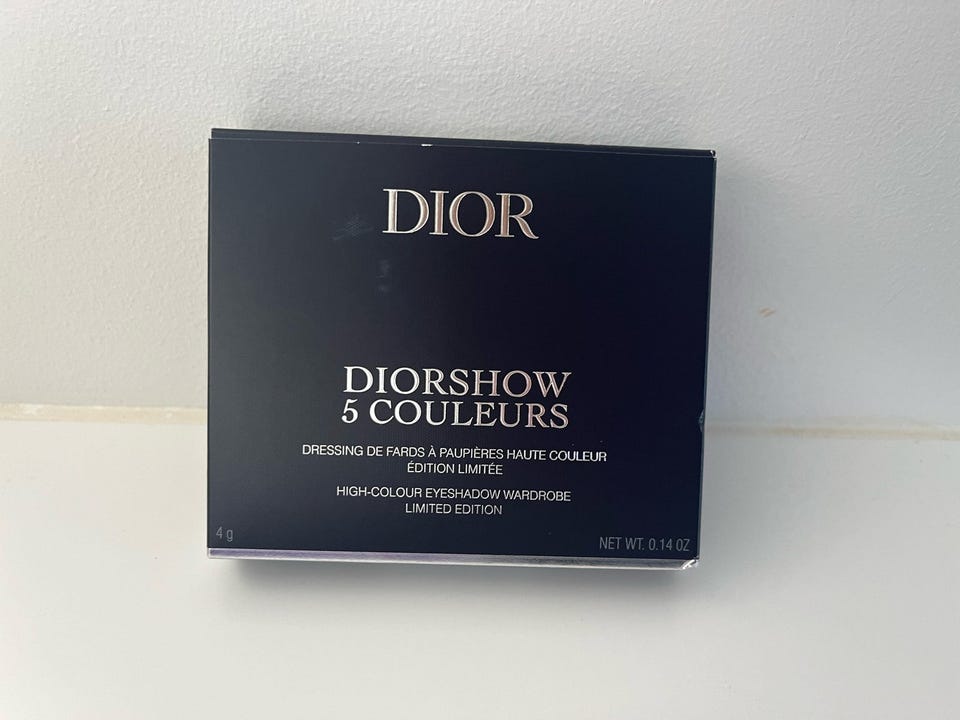 DIOR
DIORSHOW
5 COULEURS
DRESSING DE FARDS À PAUPIÈRES HAUTE COULEUR
ÉDITION LIMITÉE
HIGH-COLOUR EYESHADOW WARDROBE
LIMITED EDITION
4 g
NET WT. 0.14 OZ